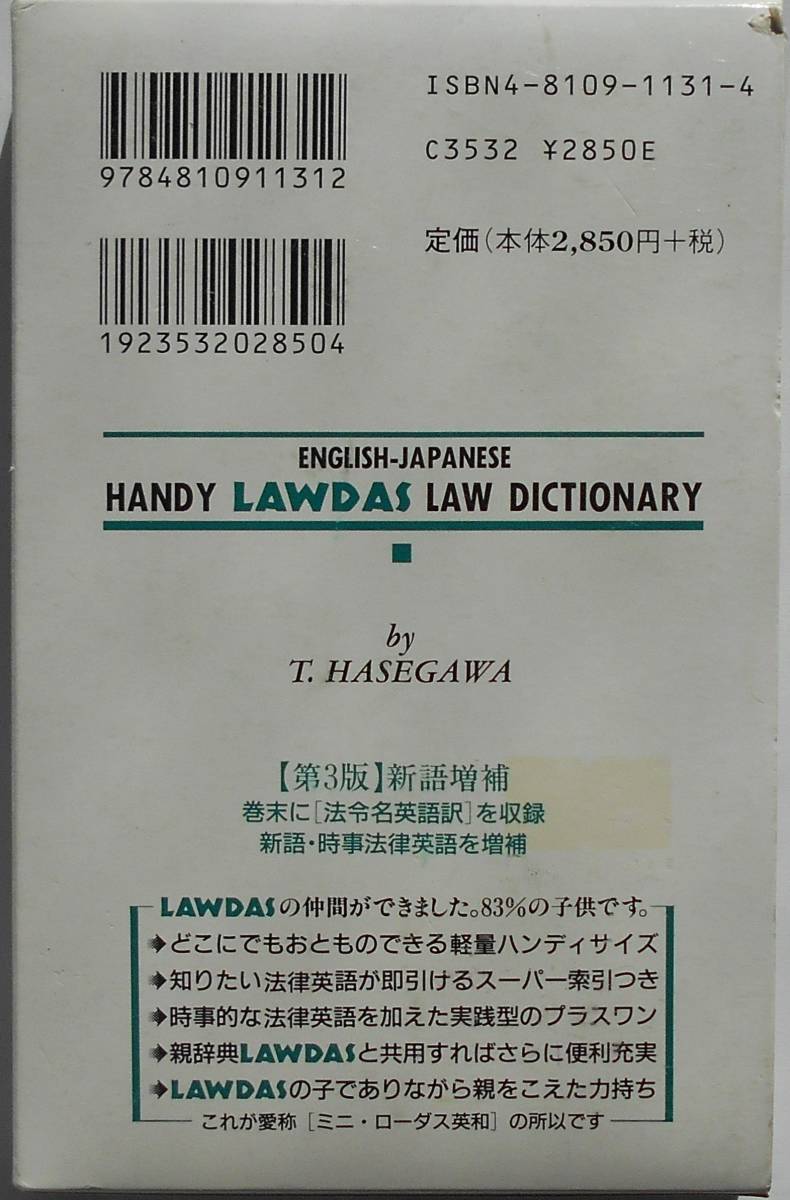 ISBN4-8109-1131-4
9784810911312
C3532 ¥2850E
定価(本体2,850円+税)
1923532028504
ENGLISH-JAPANESE
HANDY LAWDAS LAW DICTIONARY
by
T. HASEGAWA
【第3版】新語増補
巻末に[法令名英語訳]を収録
新語・時事法律英語を増補
LAWDASの仲間ができました。83%の子供です。
→どこにでもおとものできる軽量ハンディサイズ
→知りたい法律英語が即引けるスーパー索引つき
→時事的な法律英語を加えた実践型のプラスワン
→親辞典LAWDASと共用すればさらに便利充実
→LAWDASの子でありながら親をこえた力持ち
これが愛称[ミニ・ローダス英和]の所以です